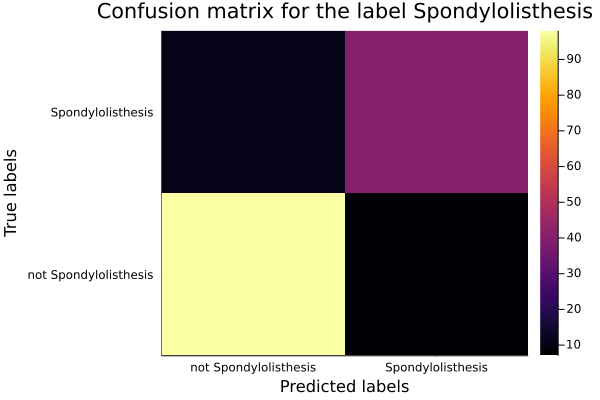 Confusion matrix for the label Spondylolisthesis
True labels
Spondylolisthesis
not Spondylolisthesis
not Spondylolisthesis
Spondylolisthesis
Predicted labels
90
80
70
60
50
40
30
20
10